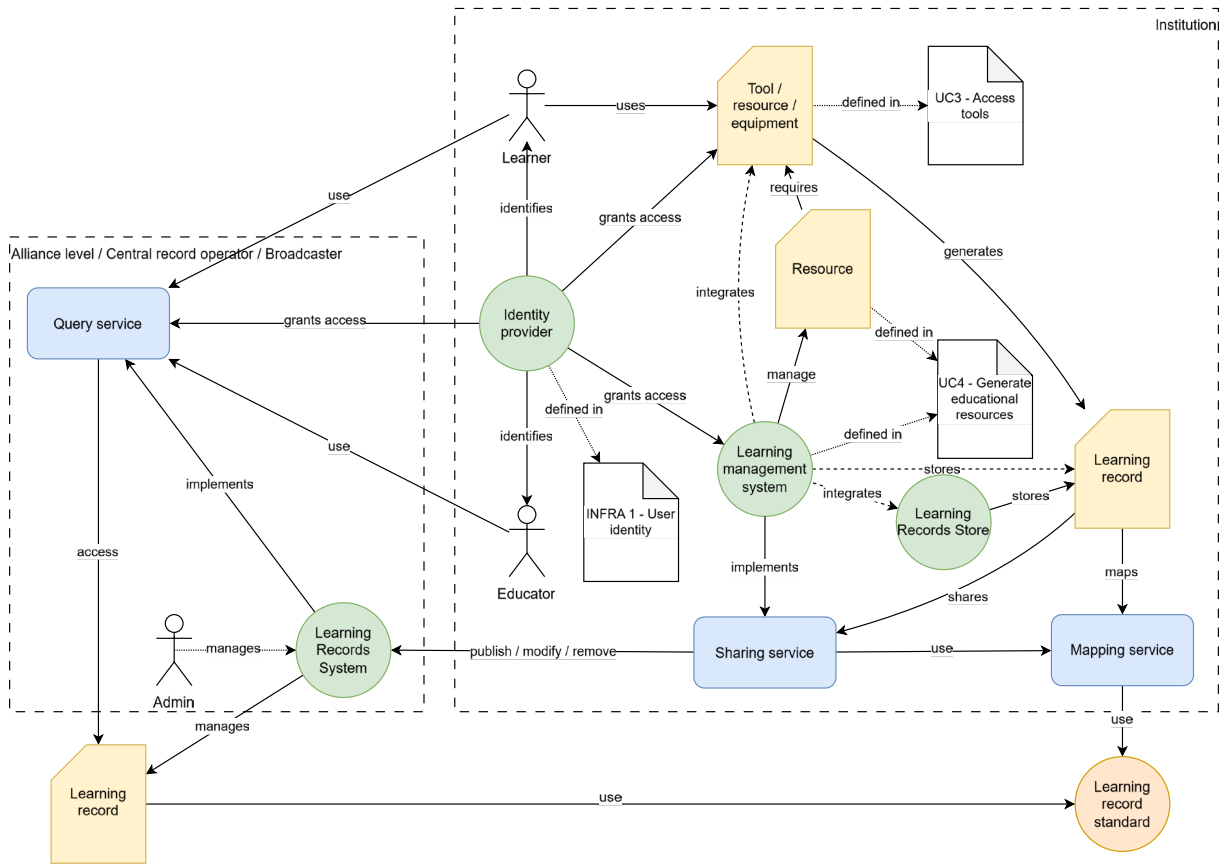 Institution
Tool /
resource /
equipment
defined in
UC3 - Access
tools
uses
Learner
requires
use
identifies
grants access
generates
Alliance level / Central record operator / Broadcaster
Resource
integrates
Query service
grants access
Identity
provider
defined in
manage
UC4 - Generate
educational
resources
grants access
defined in
identifies
defined in
use
Learning
management
system
stores
Learning
record
implements
integrates
stores
INFRA 1 - User
identity
Learning
Records Store
access
implements
maps
Educator
shares
Learning
Records
System
manages
publish / modify / remove
Sharing service
use
Mapping service
Admin
manages
use
Learning
record
use
Learning
record
standard